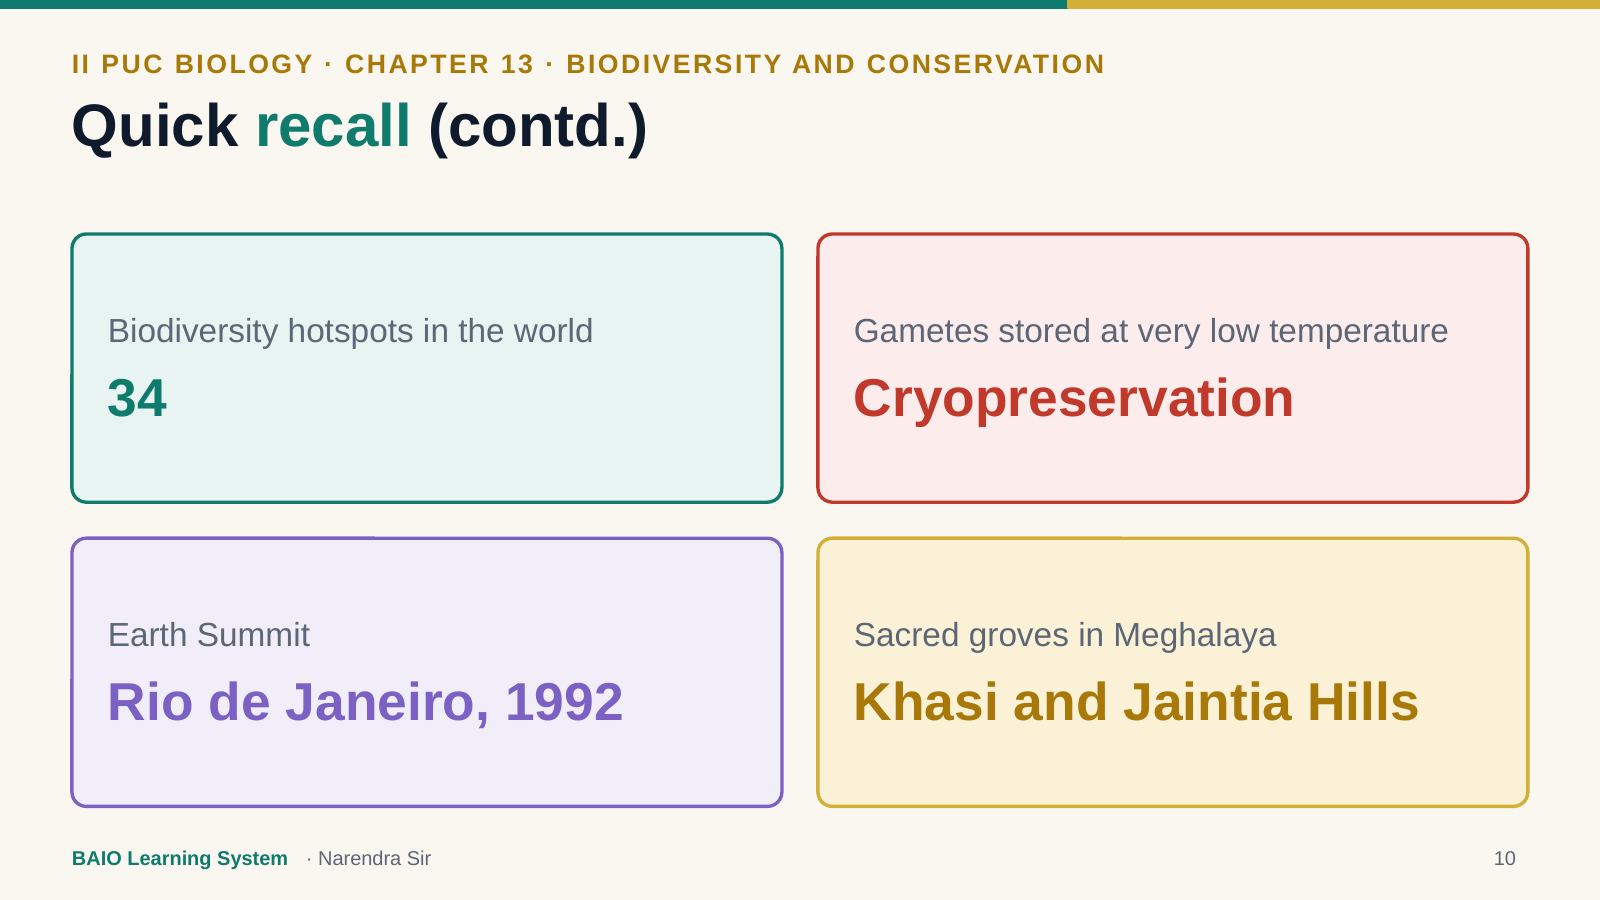 II PUC BIOLOGY · CHAPTER 13 · BIODIVERSITY AND CONSERVATION
Quick recall (contd.)
Biodiversity hotspots in the world
34
Gametes stored at very low temperature
Cryopreservation
Earth Summit
Rio de Janeiro, 1992
Sacred groves in Meghalaya
Khasi and Jaintia Hills
BAIO Learning System · Narendra Sir
10